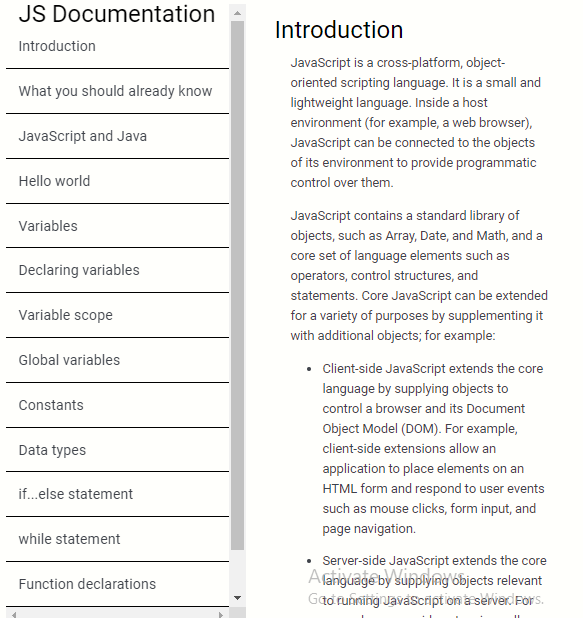 JS Documentation
Introduction
What you should already know
JavaScript and Java
Hello world
Variables
Declaring variables
Variable scope
Global variables
Constants
Data types
if...else statement
while statement
Function declarations
Introduction
JavaScript is a cross-platform, object-
oriented scripting language. It is a small and
lightweight language. Inside a host
environment (for example, a web browser),
JavaScript can be connected to the objects
of its environment to provide programmatic
control over them.
JavaScript contains a standard library of
objects, such as Array, Date, and Math, and a
core set of language elements such as
operators, control structures, and
statements. Core JavaScript can be extended
for a variety of purposes by supplementing it
with additional objects; for example:
• Client-side JavaScript extends the core
language by supplying objects to
control a browser and its Document
Object Model (DOM). For example,
client-side extensions allow an
application to place elements on an
HTML form and respond to user events
such as mouse clicks, form input, and
page navigation.
• Server-side JavaScript extends the core
language by supplying objects relevant
to running JavaScript on a server. For
Activate Windows
Go to Settings to activate Windows.